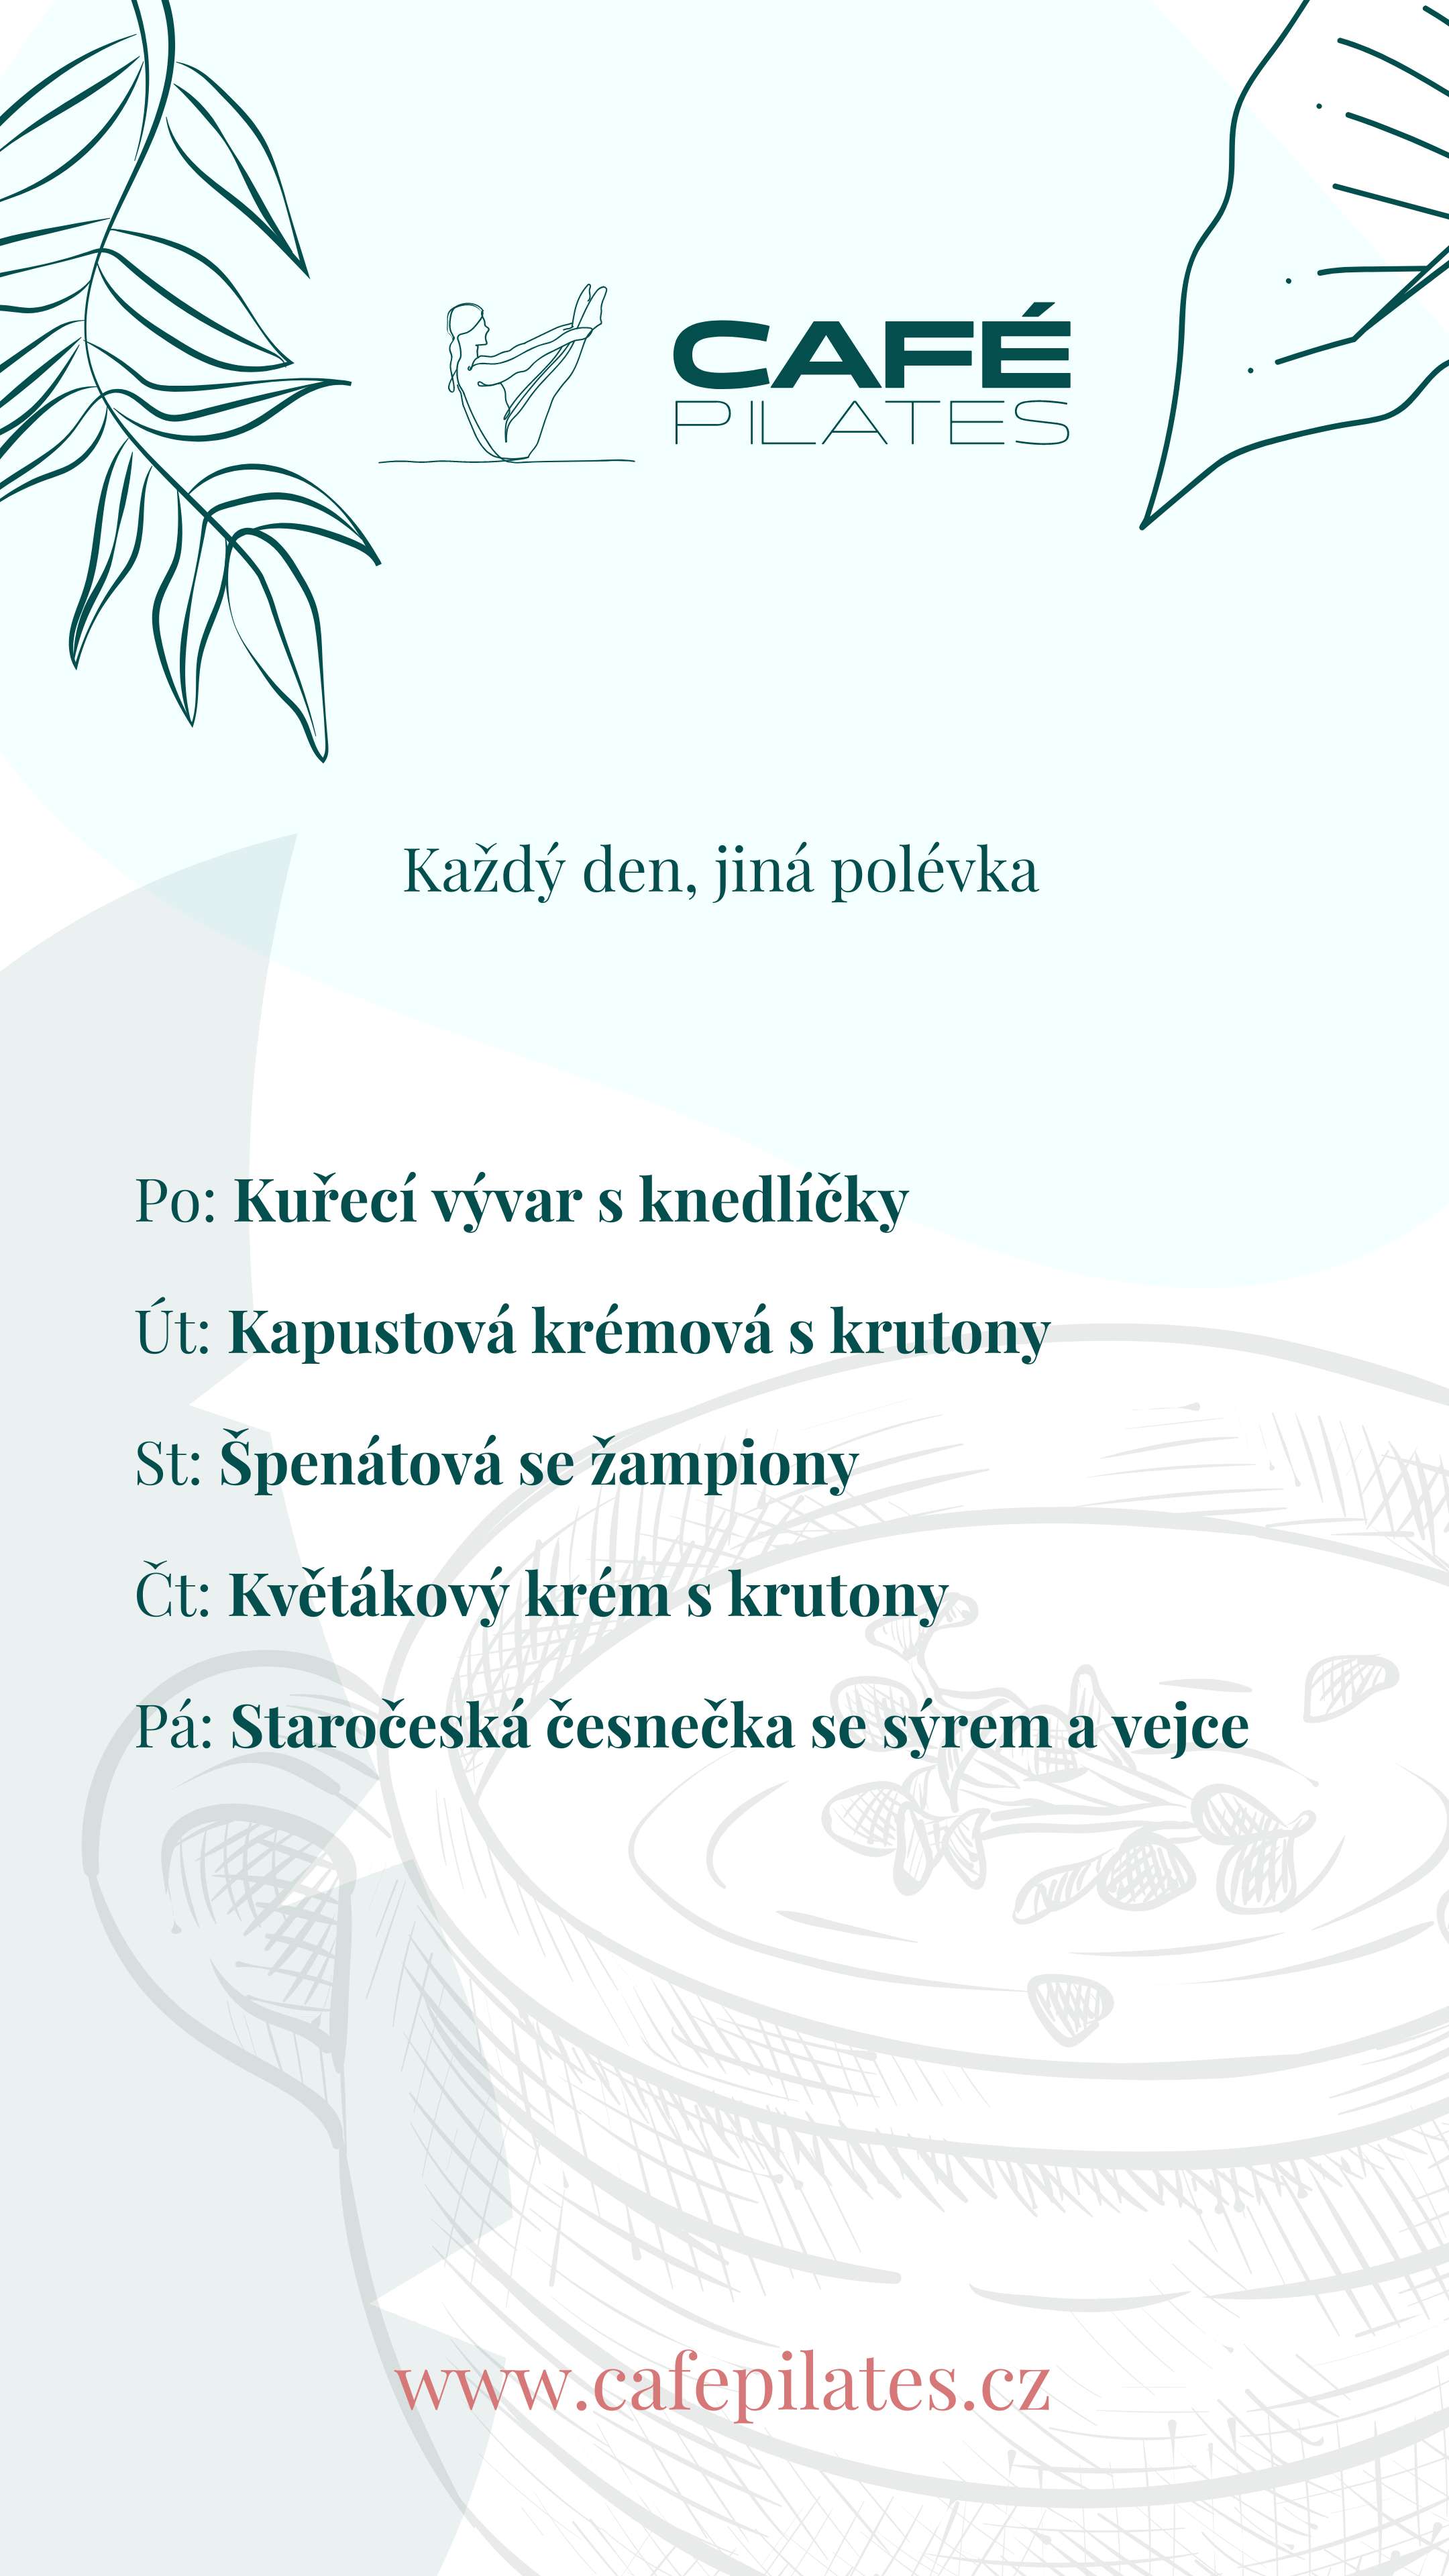 CAFÉ
PILATES
Každý den, jiná polévka
Po: Kuřecí vývar s knedlíčky
Út: Kapustová krémová s krutony
St: Špenátová se žampiony
Čt: Květákový krém s krutony
Pá: Staročeská česnečka se sýrem a vejce
www.cafepilates.cz